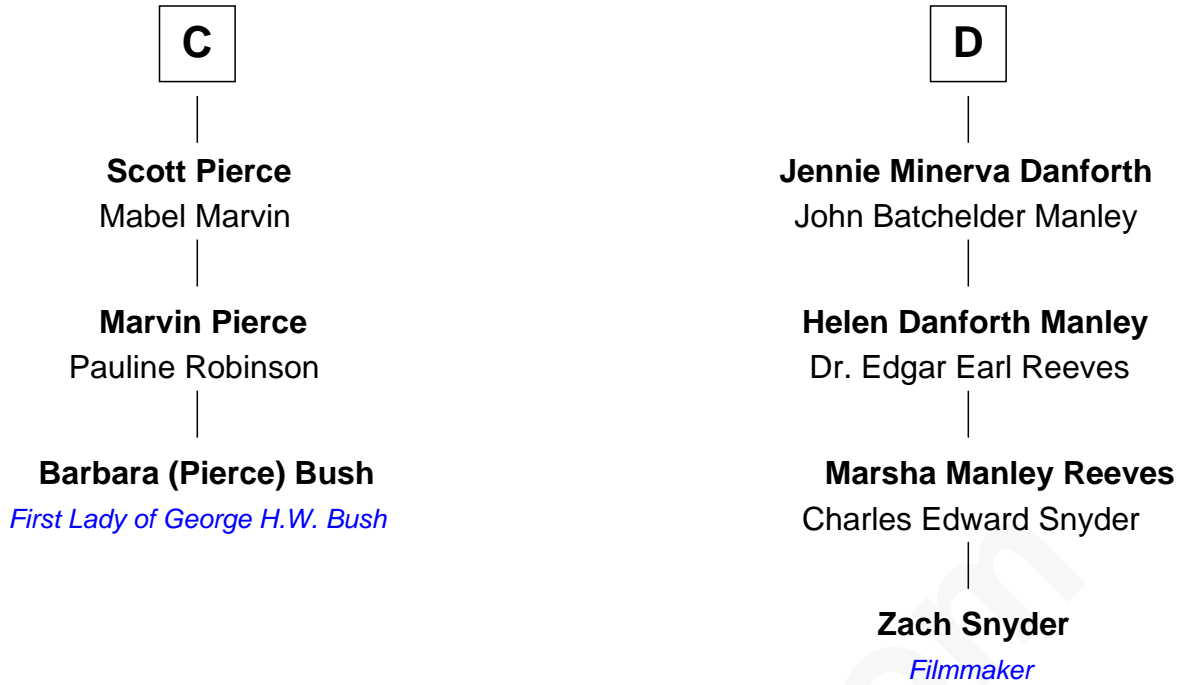 C
Scott Pierce
Mabel Marvin
Marvin Pierce
Pauline Robinson
Barbara (Pierce) Bush
First Lady of George H.W. Bush
D
Jennie Minerva Danforth
John Batchelder Manley
Helen Danforth Manley
Dr. Edgar Earl Reeves
Marsha Manley Reeves
Charles Edward Snyder
Zach Snyder
Filmmaker